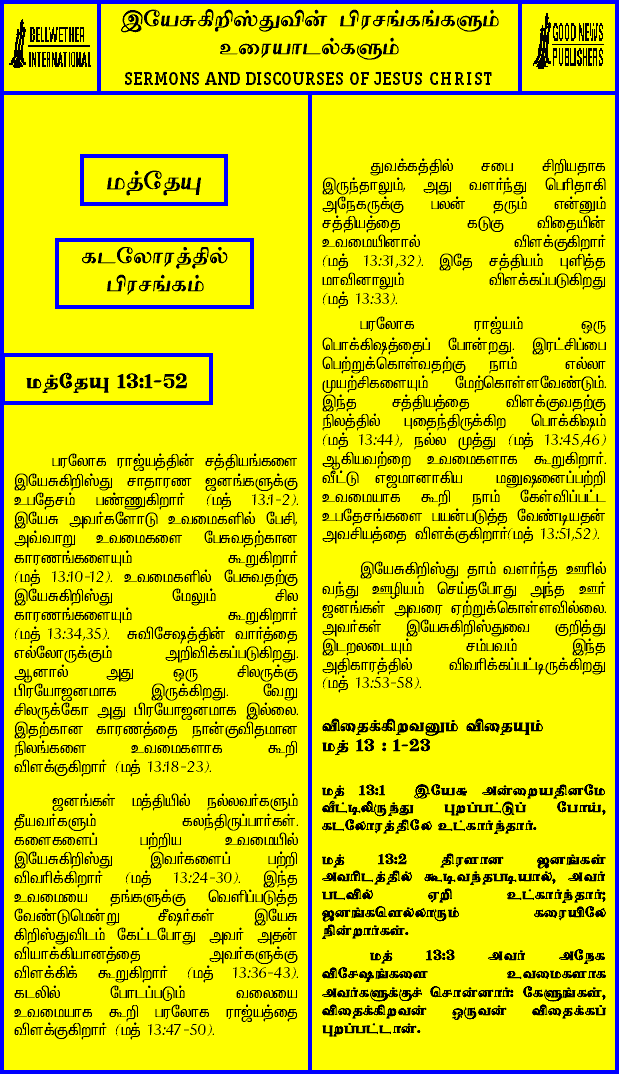 BELLWETHER
INTERNATIONAL
இயேசுகிறிஸ்துவின் பிரசங்கங்களும்
உரையாடல்களும்
SERMONS AND DISCOURSES OF JESUS CHRIST
GOOD NEWS
PUBLISHERS
மத்தேயு
கடலோரத்தில்
பிரசங்கம்
மத்தேயு 13:1-52
பரலோக ராஜ்யத்தின் சத்தியங்களை
இயேசுகிறிஸ்து சாதாரண ஜனங்களுக்கு
உபதேசம் பண்ணுகிறார் (மத் 13:1-2).
இயேசு அவர்களோடு உவமைகளில் பேசி,
அவ்வாறு உவமைகளை பேசுவதற்கான
காரணங்களையும் கூறுகிறார்
(மத் 13:10-12). உவமைகளில் பேசுவதற்கு
இயேசுகிறிஸ்து மேலும் சில
காரணங்களையும் கூறுகிறார்
(மத் 13:34,35). சுவிசேஷத்தின் வார்த்தை
எல்லோருக்கும் அறிவிக்கப்படுகிறது.
ஆனால் அது ஒரு சிலருக்கு
பிரயோஜனமாக இருக்கிறது. வேறு
சிலருக்கோ அது பிரயோஜனமாக இல்லை.
இதற்கான காரணத்தை நான்குவிதமான
நிலங்களை உவமைகளாக கூறி
விளக்குகிறார் (மத் 13:18-23).
ஜனங்கள் மத்தியில் நல்லவர்களும்
தீயவர்களும் கலந்திருப்பார்கள்.
களைகளைப் பற்றிய உவமையில்
இயேசுகிறிஸ்து இவர்களைப் பற்றி
விவரிக்கிறார் (மத் 13:24-30). இந்த
உவமையை தங்களுக்கு வெளிப்படுத்த
வேண்டுமென்று சீஷர்கள் இயேசு
கிறிஸ்துவிடம் கேட்டபோது அவர் அதன்
வியாக்கியானத்தை அவர்களுக்கு
விளக்கிக் கூறுகிறார் (மத் 13:36-43).
கடலில் போடப்படும் வலையை
உவமையாக கூறி பரலோக ராஜ்யத்தை
விளக்குகிறார் (மத் 13:47-50).
துவக்கத்தில் சபை சிறியதாக
இருந்தாலும், அது வளர்ந்து பெரிதாகி
அநேகருக்கு பலன் தரும் என்னும்
சத்தியத்தை கடுகு விதையின்
உவமையினால் விளக்குகிறார்
(மத் 13:31,32). இதே சத்தியம் புளித்த
மாவினாலும் விளக்கப்படுகிறது
(மத் 13:33).
பரலோக ராஜ்யம் ஒரு
பொக்கிஷத்தைப் போன்றது. இரட்சிப்பை
பெற்றுக்கொள்வதற்கு நாம் எல்லா
முயற்சிகளையும் மேற்கொள்ளவேண்டும்.
இந்த சத்தியத்தை விளக்குவதற்கு
நிலத்தில் புதைந்திருக்கிற பொக்கிஷம்
(மத் 13:44), நல்ல முத்து (மத் 13:45,46)
ஆகியவற்றை உவமைகளாக கூறுகிறார்.
வீட்டு எஜமானாகிய மனுஷனைப்பற்றி
உவமையாக கூறி நாம் கேள்விப்பட்ட
உபதேசங்களை பயன்படுத்த வேண்டியதன்
அவசியத்தை விளக்குகிறார்(மத் 13:51,52).
இயேசுகிறிஸ்து தாம் வளர்ந்த ஊரில்
வந்து ஊழியம் செய்தபோது அந்த ஊர்
ஜனங்கள் அவரை ஏற்றுக்கொள்ளவில்லை.
அவர்கள் இயேசுகிறிஸ்துவை குறித்து
இடறலடையும் சம்பவம் இந்த
அதிகாரத்தில் விவரிக்கப்பட்டிருக்கிறது
(மத் 13:53-58).
விதைக்கிறவனும் விதையும்
மத் 13 : 1-23
மத் 13:1 இயேசு அன்றையதினமே
வீட்டிலிருந்து புறப்பட்டுப் போய்,
கடலோரத்திலே உட்கார்ந்தார்.
மத் 13:2 திரளான ஜனங்கள்
அவரிடத்தில் கூடிவந்தபடியால், அவர்
படவில் ஏறி உட்கார்ந்தார்;
ஜனங்களெல்லாரும் கரையிலே
நின்றார்கள்.
மத் 13:3 அவர் அநேக
விசேஷங்களை உவமைகளாக
அவர்களுக்குச் சொன்னார்: கேளுங்கள்,
விதைக்கிறவன் ஒருவன் விதைக்கப்
புறப்பட்டான்.